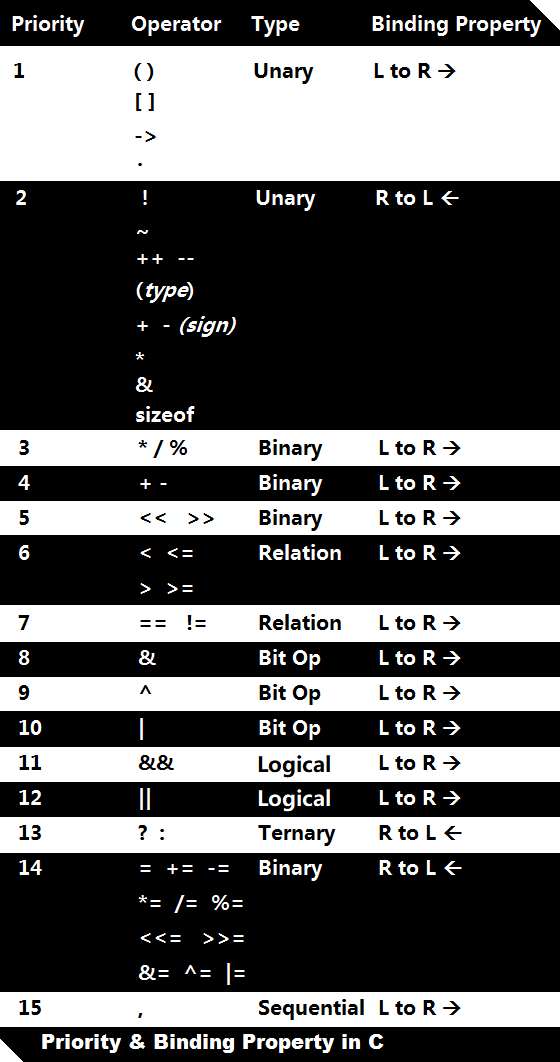 Priority Operator Type Binding Property
1 ( ) Unary L to R →
[ ]
->
.
2 ! Unary R to L ←
~
++ --
(type)
+ - (sign)
*
&
sizeof
3 * / % Binary L to R →
4 + - Binary L to R →
5 << >> Binary L to R →
6 < <= Relation L to R →
> >=
7 == != Relation L to R →
8 & Bit Op L to R →
9 ^ Bit Op L to R →
10 | Bit Op L to R →
11 && Logical L to R →
12 || Logical L to R →
13 ? : Ternary R to L ←
14 = += -= Binary R to L ←
*= /= %=
<<= >>=
&= ^= |=
15 , Sequential L to R →
Priority & Binding Property in C